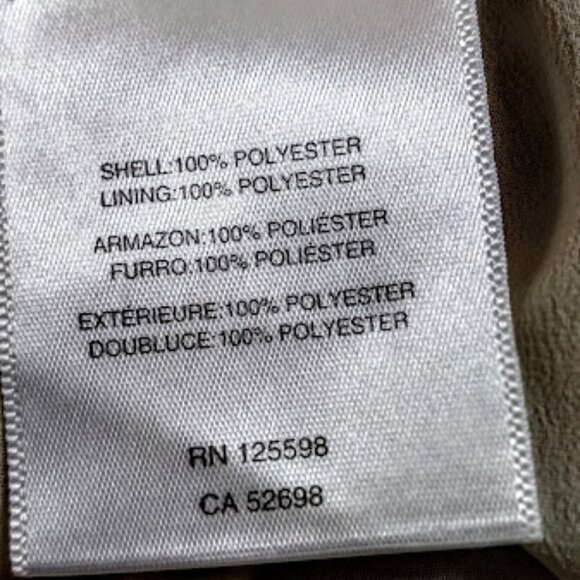 SHELL:100% POLYESTER
LINING:100% POLYESTER
ARMAZON:100% POLIÉSTER
FURRO:100% POLIÉSTER
EXTÉRIEURE:100% POLYESTER
DOUBLUCE:100% POLYESTER
RN 125598
CA 52698